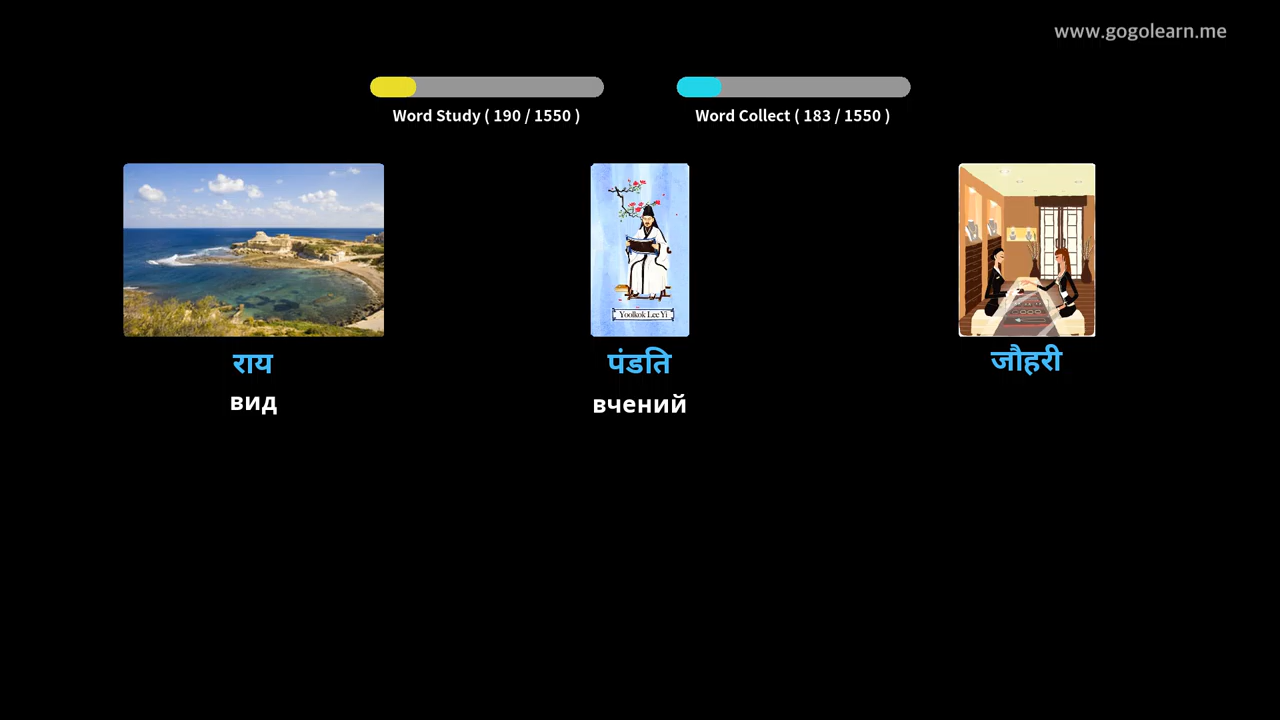 www.gogolearn.me
Word Study ( 190 / 1550 )
Word Collect ( 183 / 1550 )
Yoolkok Lee Yi
राय
पंडति
जौहरी
вид
вчений